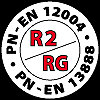 • PN-EN 12004 •
R2
RG
PN-EN 13888